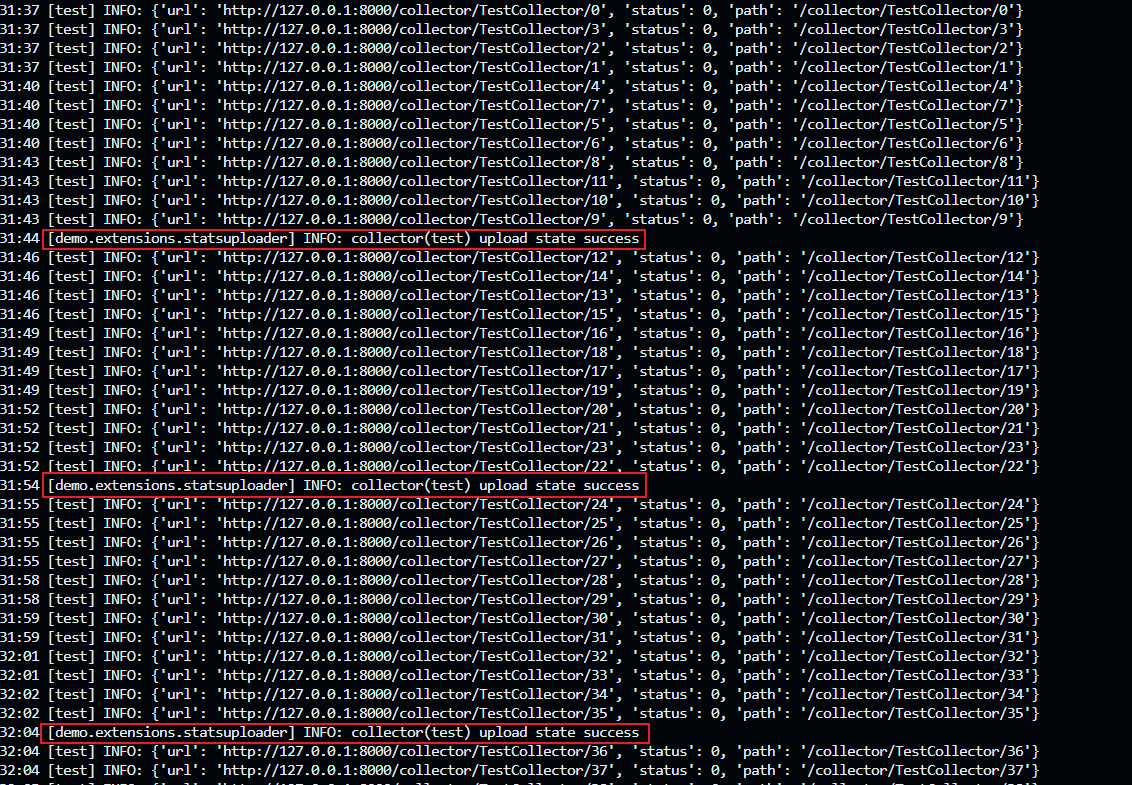 31:37 [test] INFO: {'url': 'http://127.0.0.1:8000/collector/TestCollector/0', 'status': 0, 'path': '/collector/TestCollector/0'}
31:37 [test] INFO: {'url': 'http://127.0.0.1:8000/collector/TestCollector/3', 'status': 0, 'path': '/collector/TestCollector/3'}
31:37 [test] INFO: {'url': 'http://127.0.0.1:8000/collector/TestCollector/2', 'status': 0, 'path': '/collector/TestCollector/2'}
31:37 [test] INFO: {'url': 'http://127.0.0.1:8000/collector/TestCollector/1', 'status': 0, 'path': '/collector/TestCollector/1'}
31:40 [test] INFO: {'url': 'http://127.0.0.1:8000/collector/TestCollector/4', 'status': 0, 'path': '/collector/TestCollector/4'}
31:40 [test] INFO: {'url': 'http://127.0.0.1:8000/collector/TestCollector/7', 'status': 0, 'path': '/collector/TestCollector/7'}
31:40 [test] INFO: {'url': 'http://127.0.0.1:8000/collector/TestCollector/5', 'status': 0, 'path': '/collector/TestCollector/5'}
31:40 [test] INFO: {'url': 'http://127.0.0.1:8000/collector/TestCollector/6', 'status': 0, 'path': '/collector/TestCollector/6'}
31:43 [test] INFO: {'url': 'http://127.0.0.1:8000/collector/TestCollector/8', 'status': 0, 'path': '/collector/TestCollector/8'}
31:43 [test] INFO: {'url': 'http://127.0.0.1:8000/collector/TestCollector/11', 'status': 0, 'path': '/collector/TestCollector/11'}
31:43 [test] INFO: {'url': 'http://127.0.0.1:8000/collector/TestCollector/10', 'status': 0, 'path': '/collector/TestCollector/10'}
31:43 [test] INFO: {'url': 'http://127.0.0.1:8000/collector/TestCollector/9', 'status': 0, 'path': '/collector/TestCollector/9'}
31:44 [demo.extensions.statsuploader] INFO: collector(test) upload state success
31:46 [test] INFO: {'url': 'http://127.0.0.1:8000/collector/TestCollector/12', 'status': 0, 'path': '/collector/TestCollector/12'}
31:46 [test] INFO: {'url': 'http://127.0.0.1:8000/collector/TestCollector/14', 'status': 0, 'path': '/collector/TestCollector/14'}
31:46 [test] INFO: {'url': 'http://127.0.0.1:8000/collector/TestCollector/13', 'status': 0, 'path': '/collector/TestCollector/13'}
31:46 [test] INFO: {'url': 'http://127.0.0.1:8000/collector/TestCollector/15', 'status': 0, 'path': '/collector/TestCollector/15'}
31:49 [test] INFO: {'url': 'http://127.0.0.1:8000/collector/TestCollector/16', 'status': 0, 'path': '/collector/TestCollector/16'}
31:49 [test] INFO: {'url': 'http://127.0.0.1:8000/collector/TestCollector/18', 'status': 0, 'path': '/collector/TestCollector/18'}
31:49 [test] INFO: {'url': 'http://127.0.0.1:8000/collector/TestCollector/17', 'status': 0, 'path': '/collector/TestCollector/17'}
31:49 [test] INFO: {'url': 'http://127.0.0.1:8000/collector/TestCollector/19', 'status': 0, 'path': '/collector/TestCollector/19'}
31:52 [test] INFO: {'url': 'http://127.0.0.1:8000/collector/TestCollector/20', 'status': 0, 'path': '/collector/TestCollector/20'}
31:52 [test] INFO: {'url': 'http://127.0.0.1:8000/collector/TestCollector/21', 'status': 0, 'path': '/collector/TestCollector/21'}
31:52 [test] INFO: {'url': 'http://127.0.0.1:8000/collector/TestCollector/23', 'status': 0, 'path': '/collector/TestCollector/23'}
31:52 [test] INFO: {'url': 'http://127.0.0.1:8000/collector/TestCollector/22', 'status': 0, 'path': '/collector/TestCollector/22'}
31:54 [demo.extensions.statsuploader] INFO: collector(test) upload state success
31:55 [test] INFO: {'url': 'http://127.0.0.1:8000/collector/TestCollector/24', 'status': 0, 'path': '/collector/TestCollector/24'}
31:55 [test] INFO: {'url': 'http://127.0.0.1:8000/collector/TestCollector/25', 'status': 0, 'path': '/collector/TestCollector/25'}
31:55 [test] INFO: {'url': 'http://127.0.0.1:8000/collector/TestCollector/26', 'status': 0, 'path': '/collector/TestCollector/26'}
31:55 [test] INFO: {'url': 'http://127.0.0.1:8000/collector/TestCollector/27', 'status': 0, 'path': '/collector/TestCollector/27'}
31:58 [test] INFO: {'url': 'http://127.0.0.1:8000/collector/TestCollector/28', 'status': 0, 'path': '/collector/TestCollector/28'}
31:58 [test] INFO: {'url': 'http://127.0.0.1:8000/collector/TestCollector/29', 'status': 0, 'path': '/collector/TestCollector/29'}
31:59 [test] INFO: {'url': 'http://127.0.0.1:8000/collector/TestCollector/30', 'status': 0, 'path': '/collector/TestCollector/30'}
31:59 [test] INFO: {'url': 'http://127.0.0.1:8000/collector/TestCollector/31', 'status': 0, 'path': '/collector/TestCollector/31'}
32:01 [test] INFO: {'url': 'http://127.0.0.1:8000/collector/TestCollector/32', 'status': 0, 'path': '/collector/TestCollector/32'}
32:01 [test] INFO: {'url': 'http://127.0.0.1:8000/collector/TestCollector/33', 'status': 0, 'path': '/collector/TestCollector/33'}
32:02 [test] INFO: {'url': 'http://127.0.0.1:8000/collector/TestCollector/34', 'status': 0, 'path': '/collector/TestCollector/34'}
32:02 [test] INFO: {'url': 'http://127.0.0.1:8000/collector/TestCollector/35', 'status': 0, 'path': '/collector/TestCollector/35'}
32:04 [demo.extensions.statsuploader] INFO: collector(test) upload state success
32:04 [test] INFO: {'url': 'http://127.0.0.1:8000/collector/TestCollector/36', 'status': 0, 'path': '/collector/TestCollector/36'}
32:04 [test] INFO: {'url': 'http://127.0.0.1:8000/collector/TestCollector/37', 'status': 0, 'path': '/collector/TestCollector/37'}